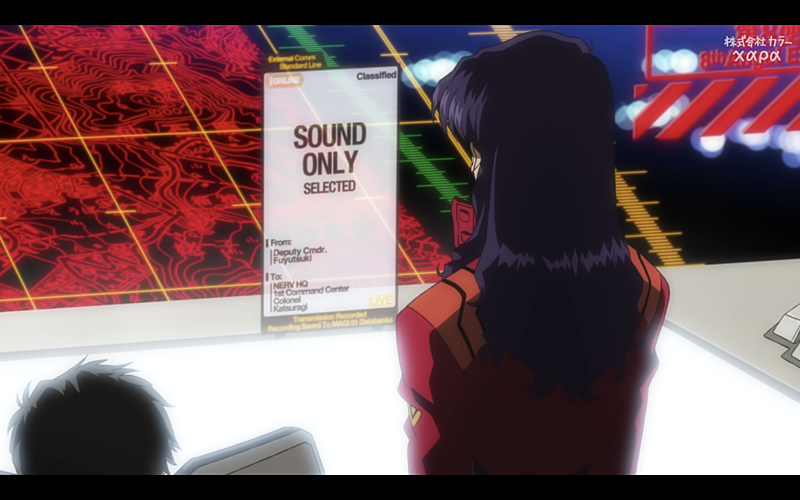 株式会社カラー
χαρα
External Comm
Standard Line
ONLINE
Classified
SOUND
ONLY
SELECTED
From:
Deputy Cmdr.
Fuyutsuki
To:
NERV HQ
1st Command Center
Colonel
Katsuragi
LIVE
Transmission Recorded
Recording Saved To MAGI 01 Databanks